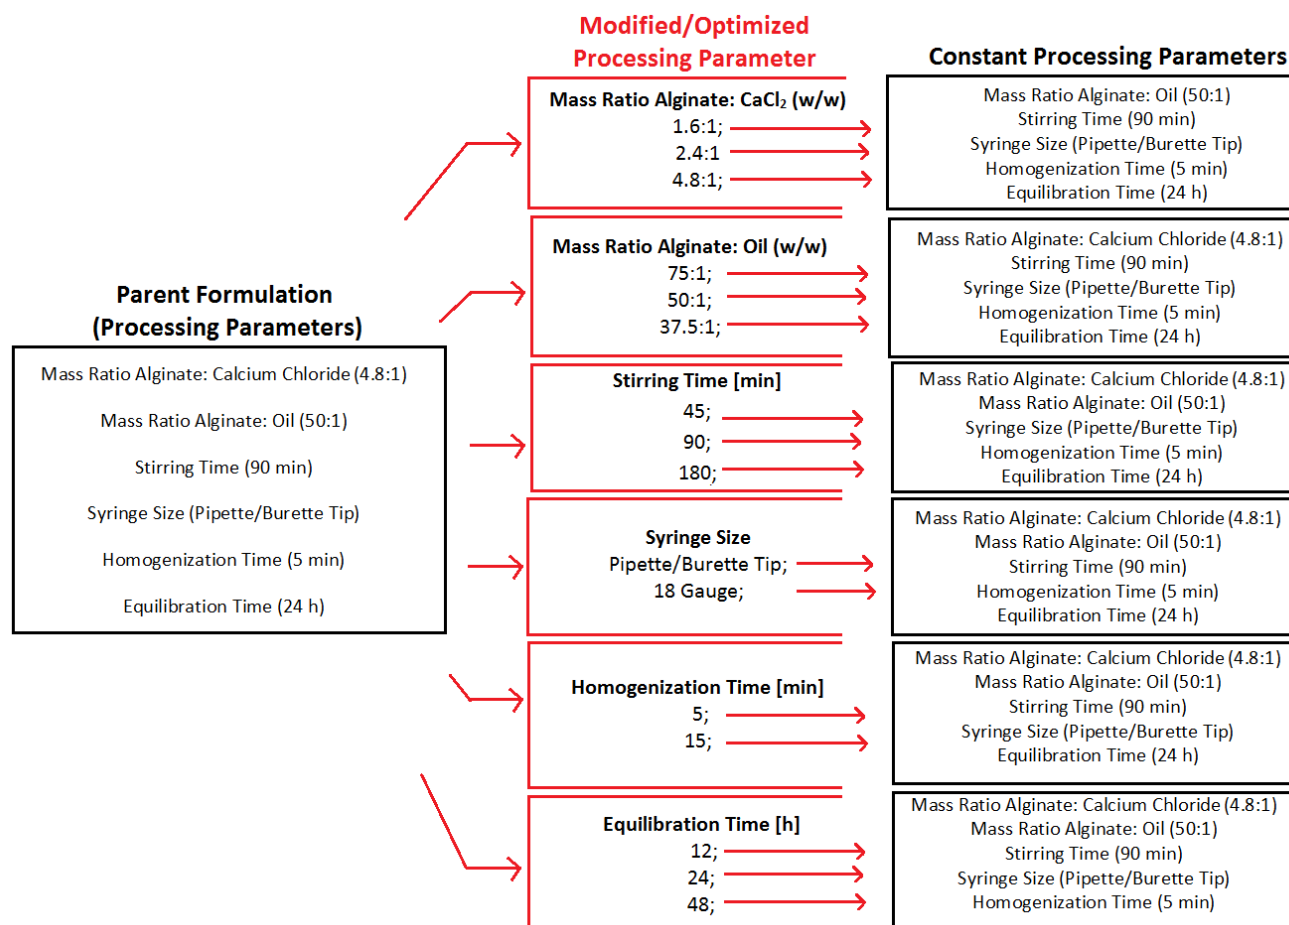 Modified/Optimized
Processing Parameter
Constant Processing Parameters
Parent Formulation
(Processing Parameters)
Mass Ratio Alginate: Calcium Chloride (4.8:1)
Mass Ratio Alginate: Oil (50:1)
Stirring Time (90 min)
Syringe Size (Pipette/Burette Tip)
Homogenization Time (5 min)
Equilibration Time (24 h)
Mass Ratio Alginate: CaCl₂ (w/w)
1.6:1;
2.4:1
4.8:1;
Mass Ratio Alginate: Oil (50:1)
Stirring Time (90 min)
Syringe Size (Pipette/Burette Tip)
Homogenization Time (5 min)
Equilibration Time (24 h)
Mass Ratio Alginate: Oil (w/w)
75:1;
50:1;
37.5:1;
Mass Ratio Alginate: Calcium Chloride (4.8:1)
Stirring Time (90 min)
Syringe Size (Pipette/Burette Tip)
Homogenization Time (5 min)
Equilibration Time (24 h)
Stirring Time [min]
45;
90;
180;
Mass Ratio Alginate: Calcium Chloride (4.8:1)
Mass Ratio Alginate: Oil (50:1)
Syringe Size (Pipette/Burette Tip)
Homogenization Time (5 min)
Equilibration Time (24 h)
Syringe Size
Pipette/Burette Tip;
18 Gauge;
Mass Ratio Alginate: Calcium Chloride (4.8:1)
Mass Ratio Alginate: Oil (50:1)
Stirring Time (90 min)
Homogenization Time (5 min)
Equilibration Time (24 h)
Homogenization Time [min]
5;
15;
Mass Ratio Alginate: Calcium Chloride (4.8:1)
Mass Ratio Alginate: Oil (50:1)
Stirring Time (90 min)
Syringe Size (Pipette/Burette Tip)
Equilibration Time (24 h)
Equilibration Time [h]
12;
24;
48;
Mass Ratio Alginate: Calcium Chloride (4.8:1)
Mass Ratio Alginate: Oil (50:1)
Stirring Time (90 min)
Syringe Size (Pipette/Burette Tip)
Homogenization Time (5 min)